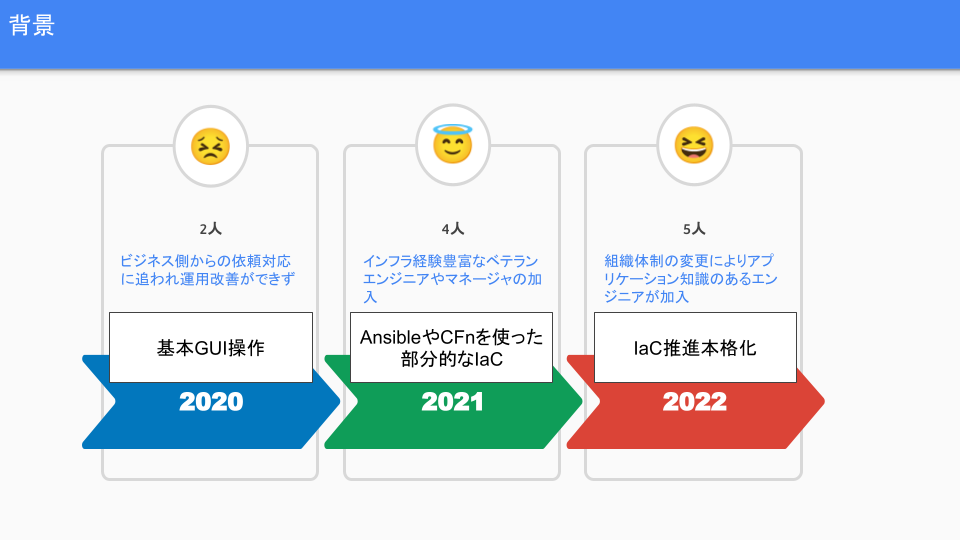 背景
2人
ビジネス側からの依頼対応
に追われ運用改善ができず
基本GUI操作
2020
4人
インフラ経験豊富なベテラン
エンジニアやマネージャの加
入
AnsibleやCFnを使った
部分的なIaC
2021
5人
組織体制の変更によりアプ
リケーション知識のあるエン
ジニアが加入
IaC推進本格化
2022